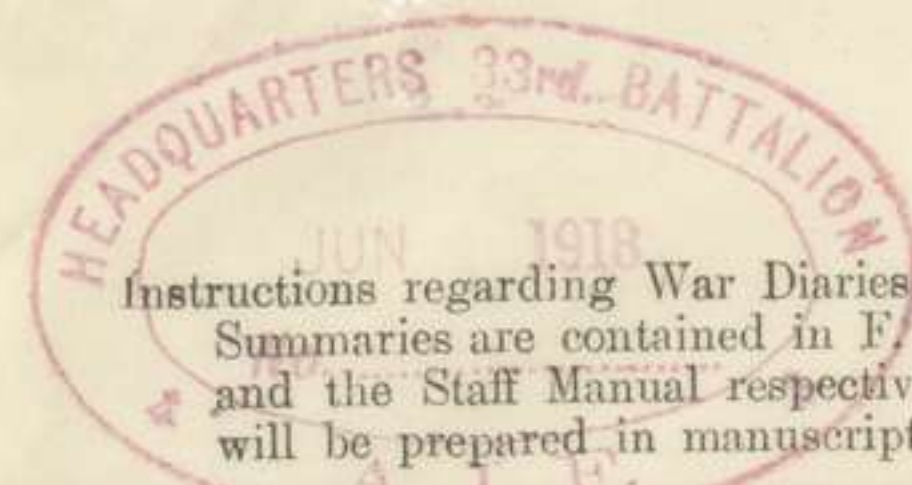 HEADQUARTERS 33rd. BATTALION
JUN 1918
Instructions regarding War Diaries
Summaries are contained in F.
and the Staff Manual respectiv
will be prepared in manuscript
A. I. F.